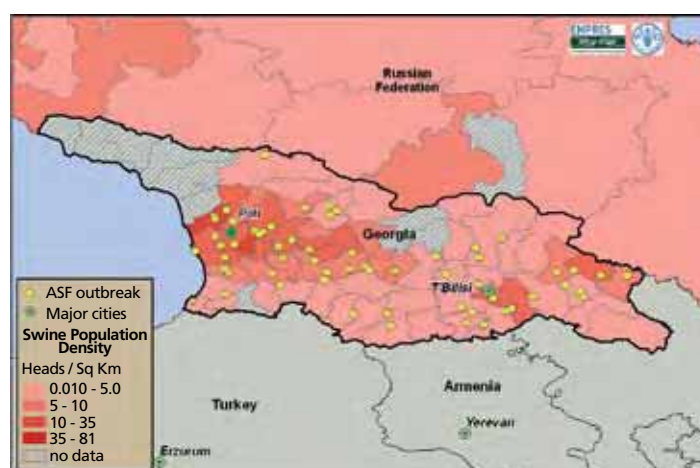 EMPRES
Russian
Federation
Poti
Georgia
T'Bilisi
ASF outbreak
Major cities
Swine Population
Density
Heads / Sq Km
0.010 - 5.0
5 - 10
10 - 35
35 - 81
no data
Turkey
Armenia
Yerevan
Erzurum